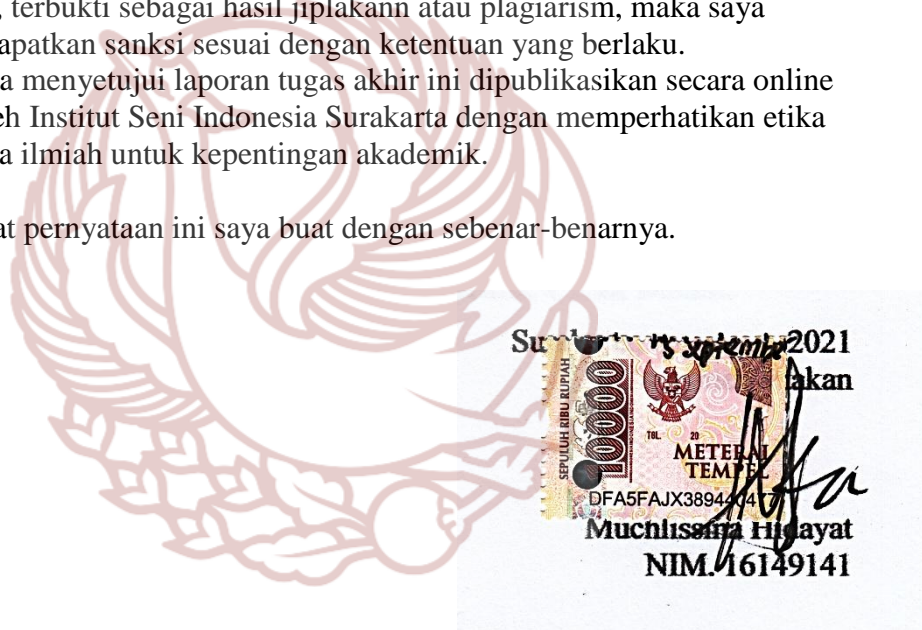 , terbukti sebagai hasil jiplakann atau plagiarism, maka saya
apatkan sanksi sesuai dengan ketentuan yang berlaku.
a menyetujui laporan tugas akhir ini dipublikasikan secara online
eh Institut Seni Indonesia Surakarta dengan memperhatikan etika
a ilmiah untuk kepentingan akademik.
at pernyataan ini saya buat dengan sebenar-benarnya.
september 2021
akan
SEPULUH RIBU RUPIAH
10000
TGL. 20
METERAI
TEMPEL
Hidayat
NIM. 16149141